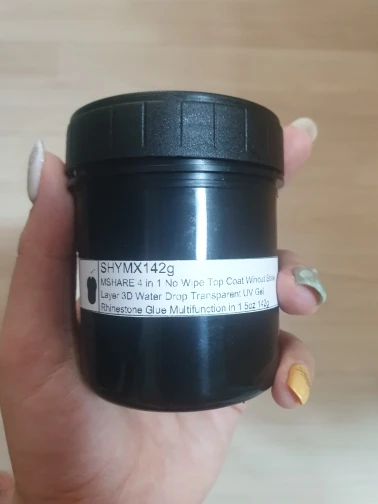 SHYMX142g
MSHARE 4 in 1 No Wipe Top Coat Without
Layer 3D Water Drop Transparent UV Gel
Rhinestone Glue Multifunction in 1.5oz 142g